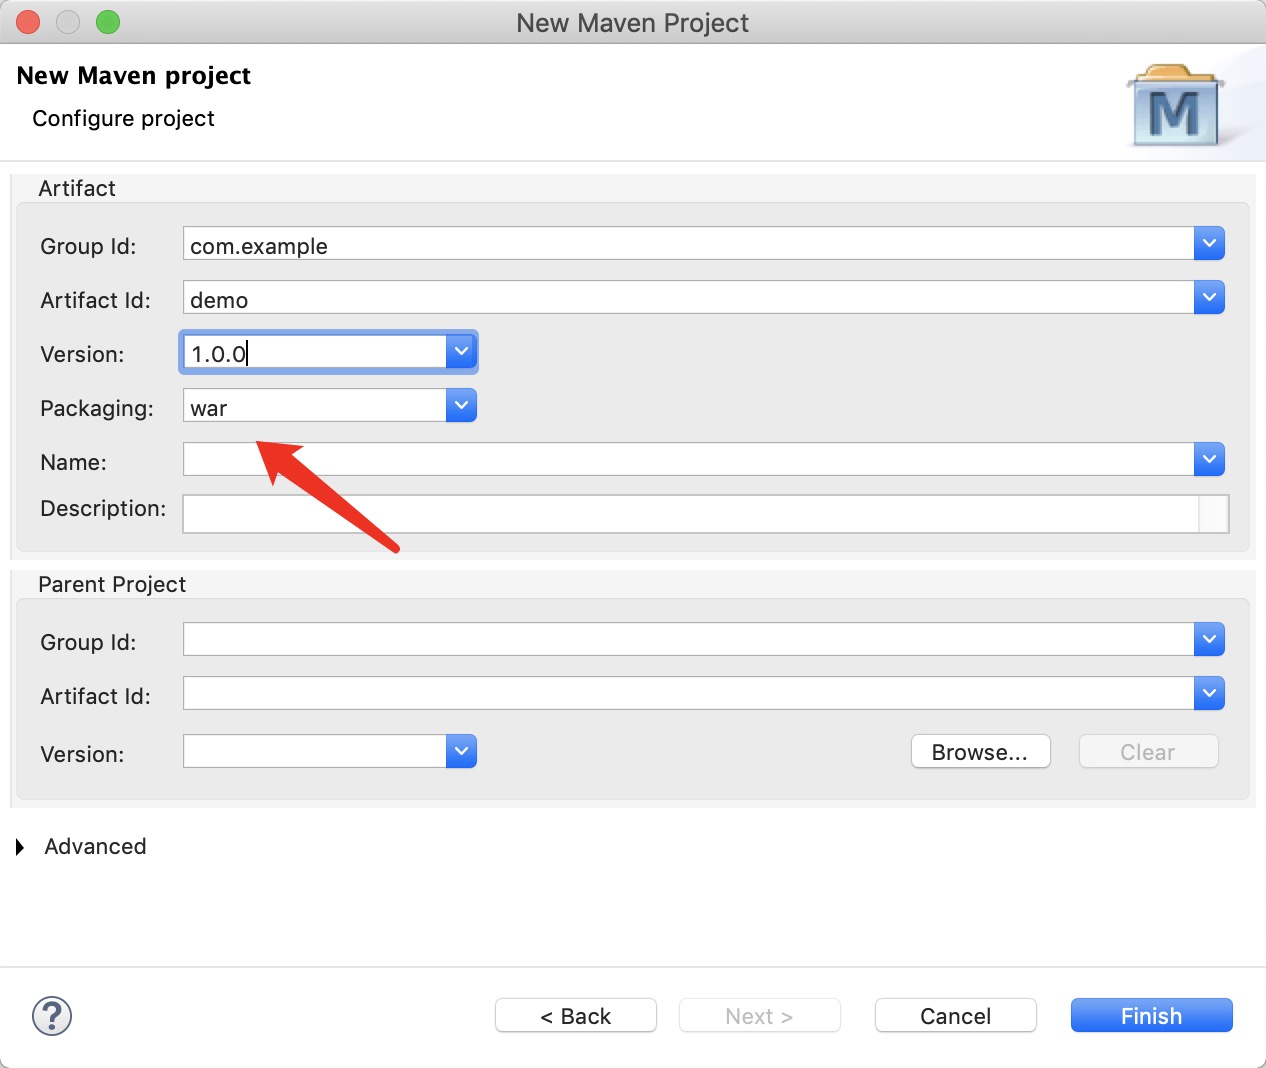 New Maven Project
New Maven project
Configure project
M
Artifact
Group Id: com.example
Artifact Id: demo
Version: 1.0.0
Packaging: war
Name:
Description:
Parent Project
Group Id:
Artifact Id:
Version: Browse... Clear
Advanced
? < Back Next > Cancel Finish